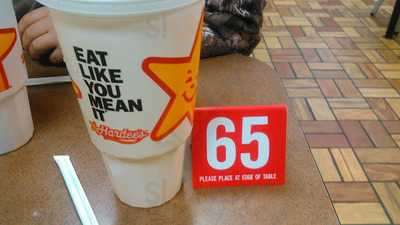 EAT
LIKE
YOU
MEAN
IT
Hardee's
65
PLEASE PLACE AT EDGE OF TABLE